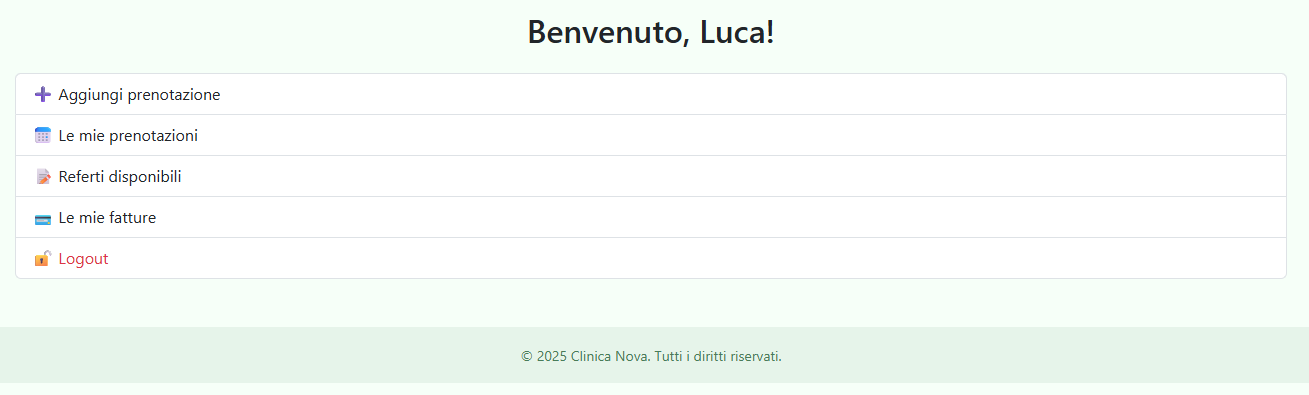 Benvenuto, Luca!
Aggiungi prenotazione
Le mie prenotazioni
Referti disponibili
Le mie fatture
Logout
© 2025 Clinica Nova. Tutti i diritti riservati.